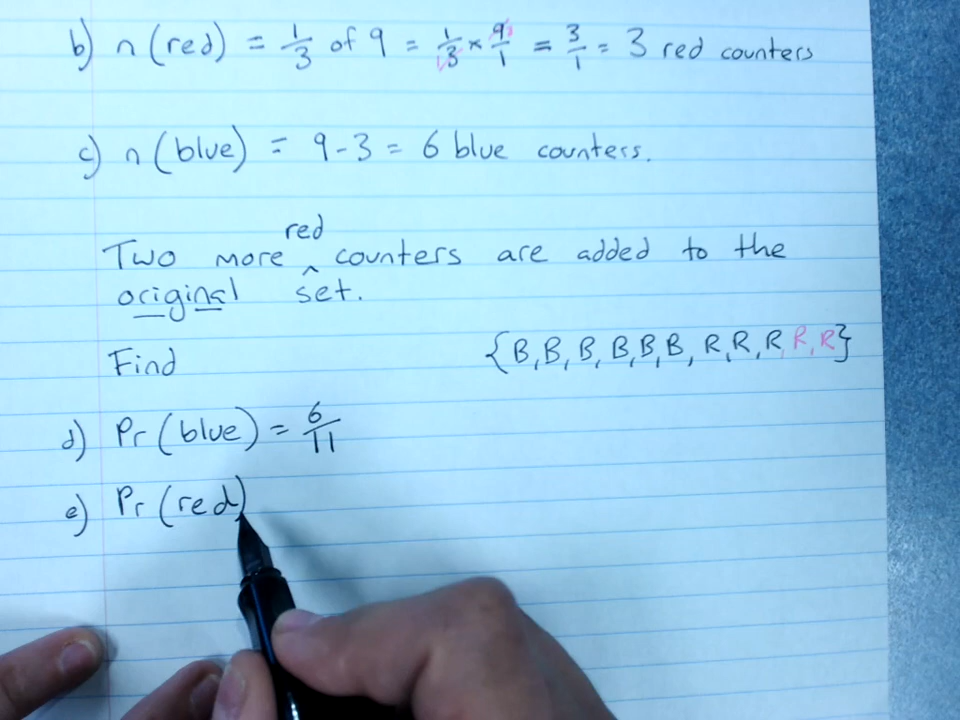 b) n (red) = 1/3 of 9 = 1/3 × 9/1 = 3/1 = 3 red counters
c) n (blue) = 9 - 3 = 6 blue counters.
Two more red ^ counters are added to the
original set.
Find {B, B, B, B, B, B, R, R, R, R, R}
d) Pr (blue) = 6/11
e) Pr (red)